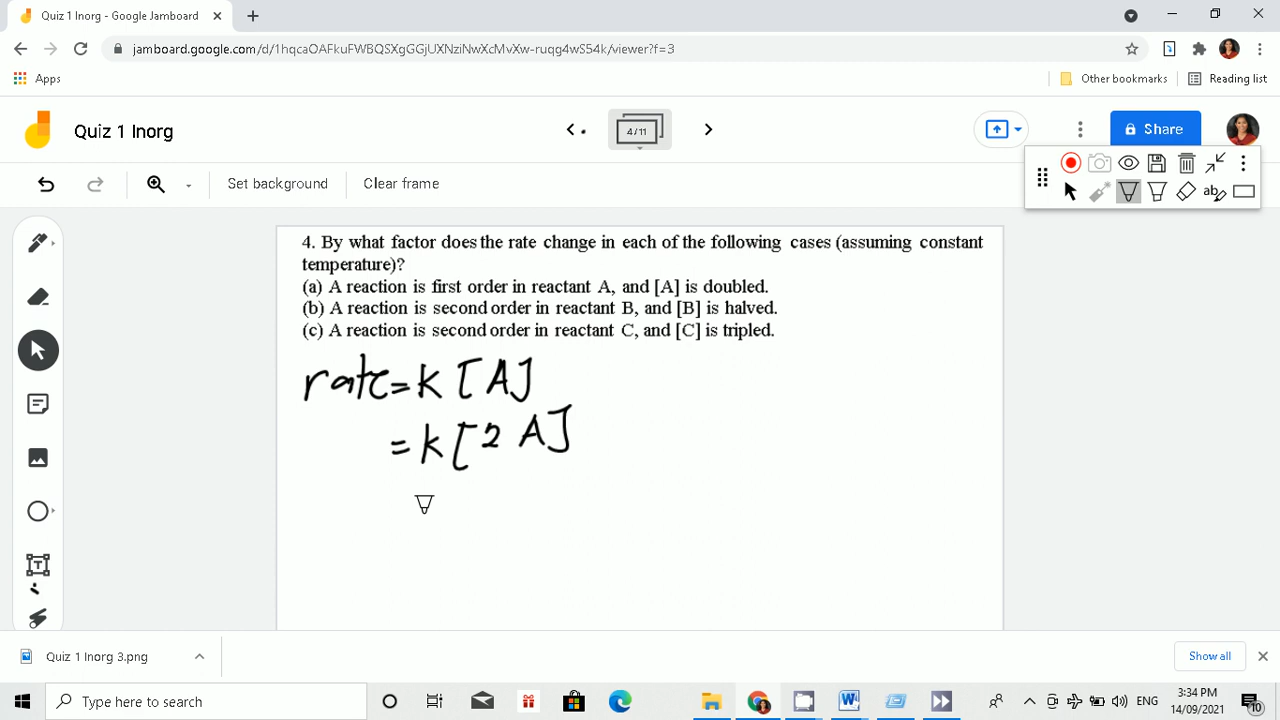 Quiz 1 Inorg - Google Jamboard
jamboard.google.com/d/1hqcaOAFkuFWBQSXgGGjUXNziNwXcMvXw-ruqg4wS54k/viewer?f=3
Apps
Other bookmarks
Reading list
Quiz 1 Inorg
4/11
Share
Set background
Clear frame
4. By what factor does the rate change in each of the following cases (assuming constant
temperature)?
(a) A reaction is first order in reactant A, and [A] is doubled.
(b) A reaction is second order in reactant B, and [B] is halved.
(c) A reaction is second order in reactant C, and [C] is tripled.
rate = K [A]
= K [2 A]
Quiz 1 Inorg 3.png
Show all
Type here to search
ENG
3:34 PM
14/09/2021
10